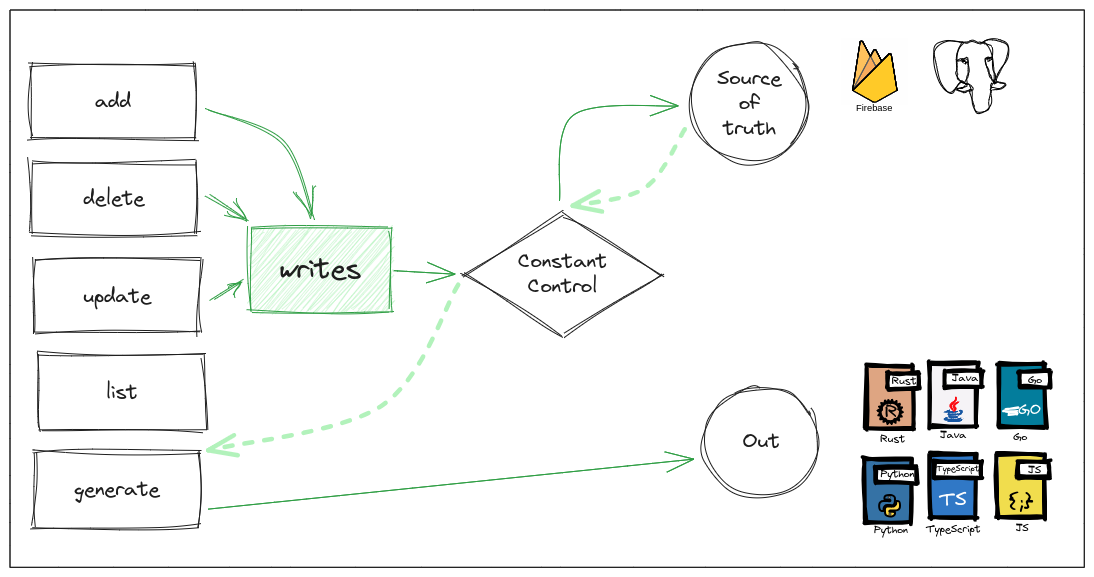 add
delete
update
list
generate
writes
Constant
Control
Source
of
truth
Out
Firebase
Rust
R
Rust
Java
Java
Go
GO
Go
Python
Python
TypeScript
TS
TypeScript
JS
{;}
JS